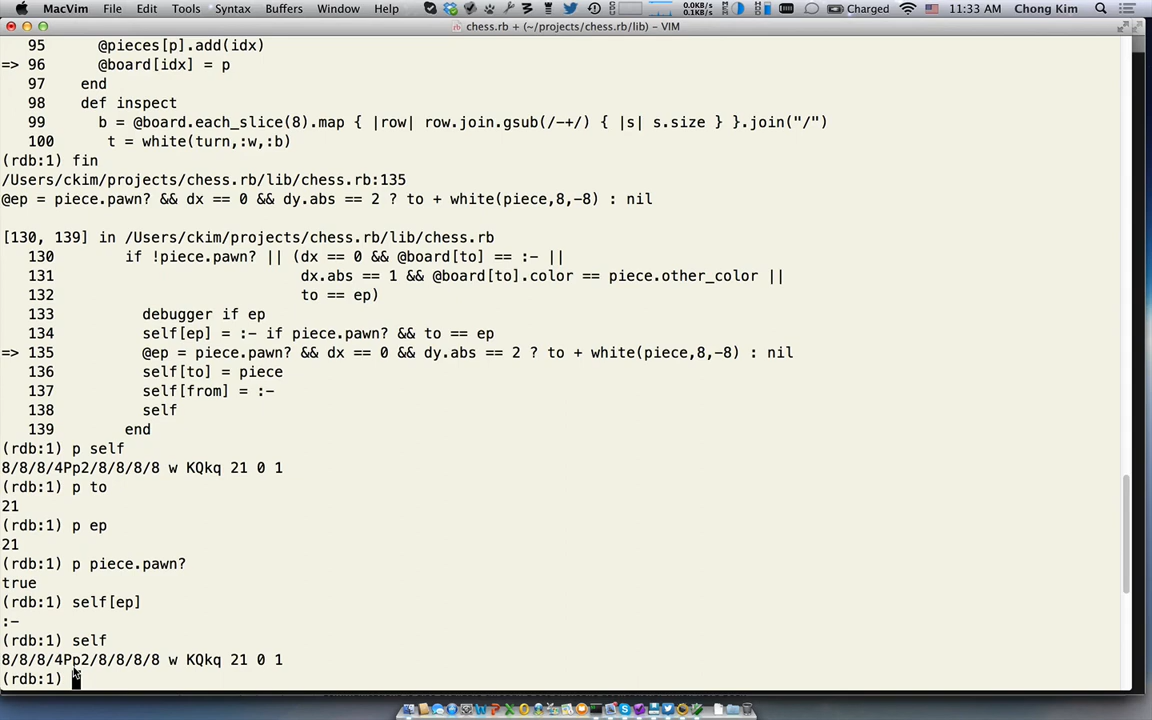 MacVim File Edit Tools Syntax Buffers Window Help 0.0KB/s 0.1KB/s Charged 11:33 AM Chong Kim
chess.rb + (~/projects/chess.rb/lib) – VIM
95 @pieces[p].add(idx)
=> 96 @board[idx] = p
97 end
98 def inspect
99 b = @board.each_slice(8).map { |row| row.join.gsub(/-+/) { |s| s.size } }.join("/")
100 t = white(turn,:w,:b)
(rdb:1) fin
/Users/ckim/projects/chess.rb/lib/chess.rb:135
@ep = piece.pawn? && dx == 0 && dy.abs == 2 ? to + white(piece,8,-8) : nil
[130, 139] in /Users/ckim/projects/chess.rb/lib/chess.rb
130 if !piece.pawn? || (dx == 0 && @board[to] == :- ||
131 dx.abs == 1 && @board[to].color == piece.other_color ||
132 to == ep)
133 debugger if ep
134 self[ep] = :- if piece.pawn? && to == ep
=> 135 @ep = piece.pawn? && dx == 0 && dy.abs == 2 ? to + white(piece,8,-8) : nil
136 self[to] = piece
137 self[from] = :-
138 self
139 end
(rdb:1) p self
8/8/8/4Pp2/8/8/8/8 w KQkq 21 0 1
(rdb:1) p to
21
(rdb:1) p ep
21
(rdb:1) p piece.pawn?
true
(rdb:1) self[ep]
:-
(rdb:1) self
8/8/8/4Pp2/8/8/8/8 w KQkq 21 0 1
(rdb:1)